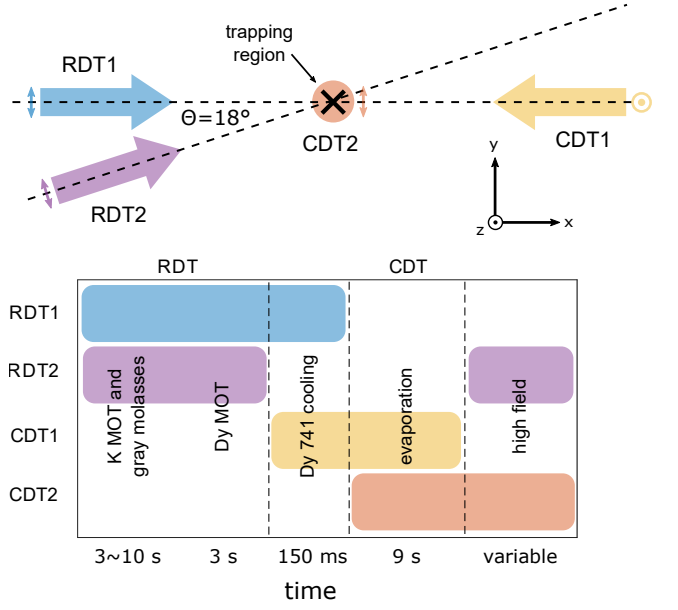 trapping
region
RDT1
Θ=18°
CDT2
CDT1
RDT2
y
z
x
RDT
CDT
RDT1
RDT2
CDT1
CDT2
K MOT and
gray molasses
Dy MOT
Dy 741 cooling
evaporation
high field
3~10 s
3 s
150 ms
9 s
variable
time